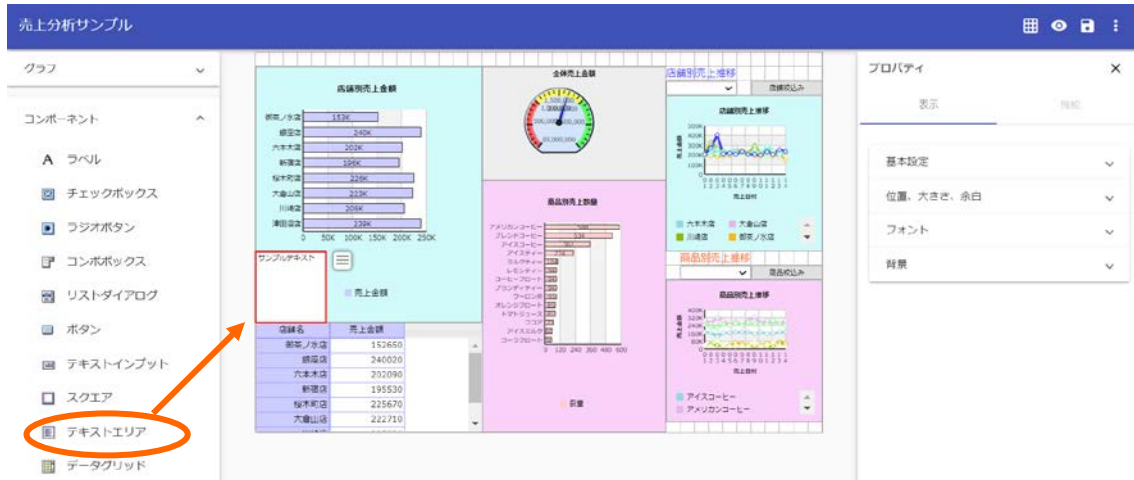 売上分析サンプル
グラフ
コンポーネント
ラベル
チェックボックス
ラジオボタン
コンボボックス
リストダイアログ
ボタン
テキストインプット
スクエア
テキストエリア
データグリッド
店舗別売上金額
御茶ノ水店 153K
銀座店 240K
六本木店 202K
新宿店 196K
桜木町店 226K
大倉山店 223K
川崎店 206K
津田沼店 239K
0 50K 100K 150K 200K 250K
サンプルテキスト
売上金額
店舗名 売上金額
御茶ノ水店 152650
銀座店 240020
六本木店 202090
新宿店 195530
桜木町店 225670
大倉山店 222710
全体売上金額
商品別売上数量
アメリカンコーヒー
ブレンドコーヒー
アイスコーヒー
アイスティー
ミルクティー
レモンティー
コーヒーフロート
ブランディティー
ウーロン茶
オレンジフロート
トマトジュース
ココア
アイスミルク
コーラフロート
0 120 240 360 480 600
数量
店舗別売上推移
店舗絞込み
店舗別売上推移
売上金額
売上日付
六本木店 大倉山店
川崎店 御茶ノ水店
商品別売上推移
商品絞込み
商品別売上推移
売上金額
売上日付
アイスコーヒー
アメリカンコーヒー
プロパティ
表示 機能
基本設定
位置、大きさ、余白
フォント
背景